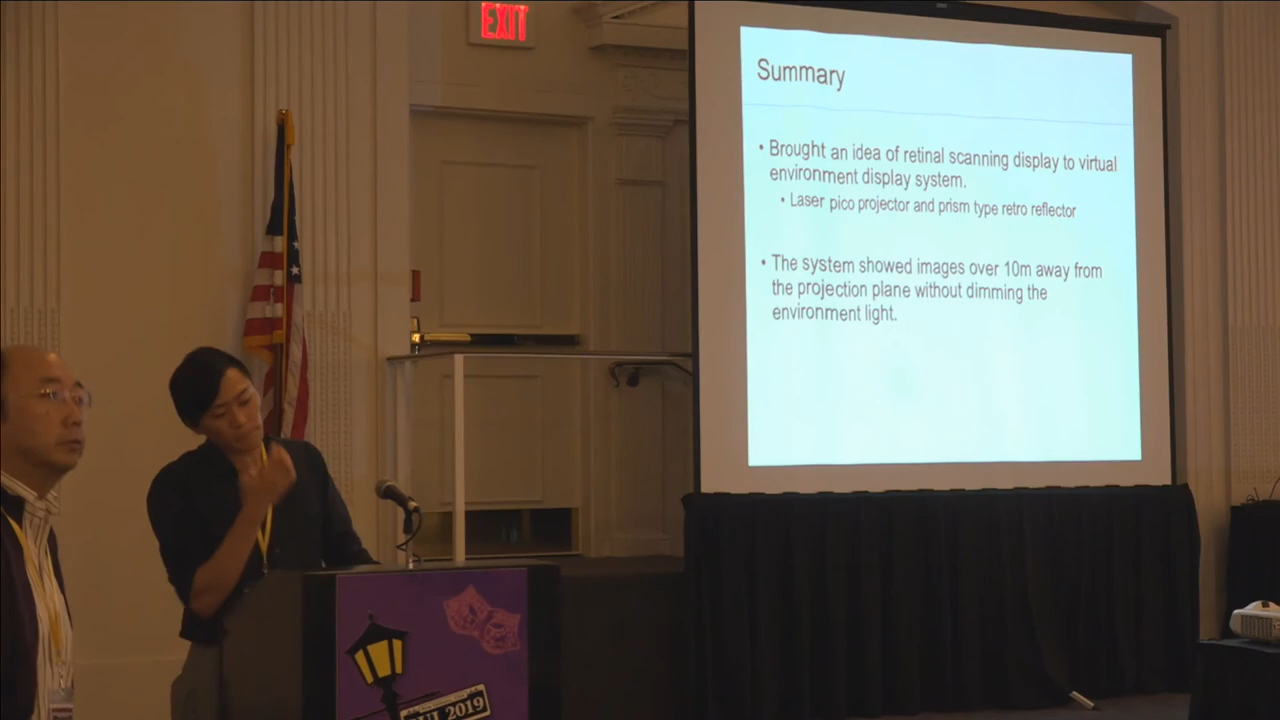 EXIT
Summary
• Brought an idea of retinal scanning display to virtual
environment display system.
• Laser pico projector and prism type retro reflector
• The system showed images over 10m away from
the projection plane without dimming the
environment light.
2019